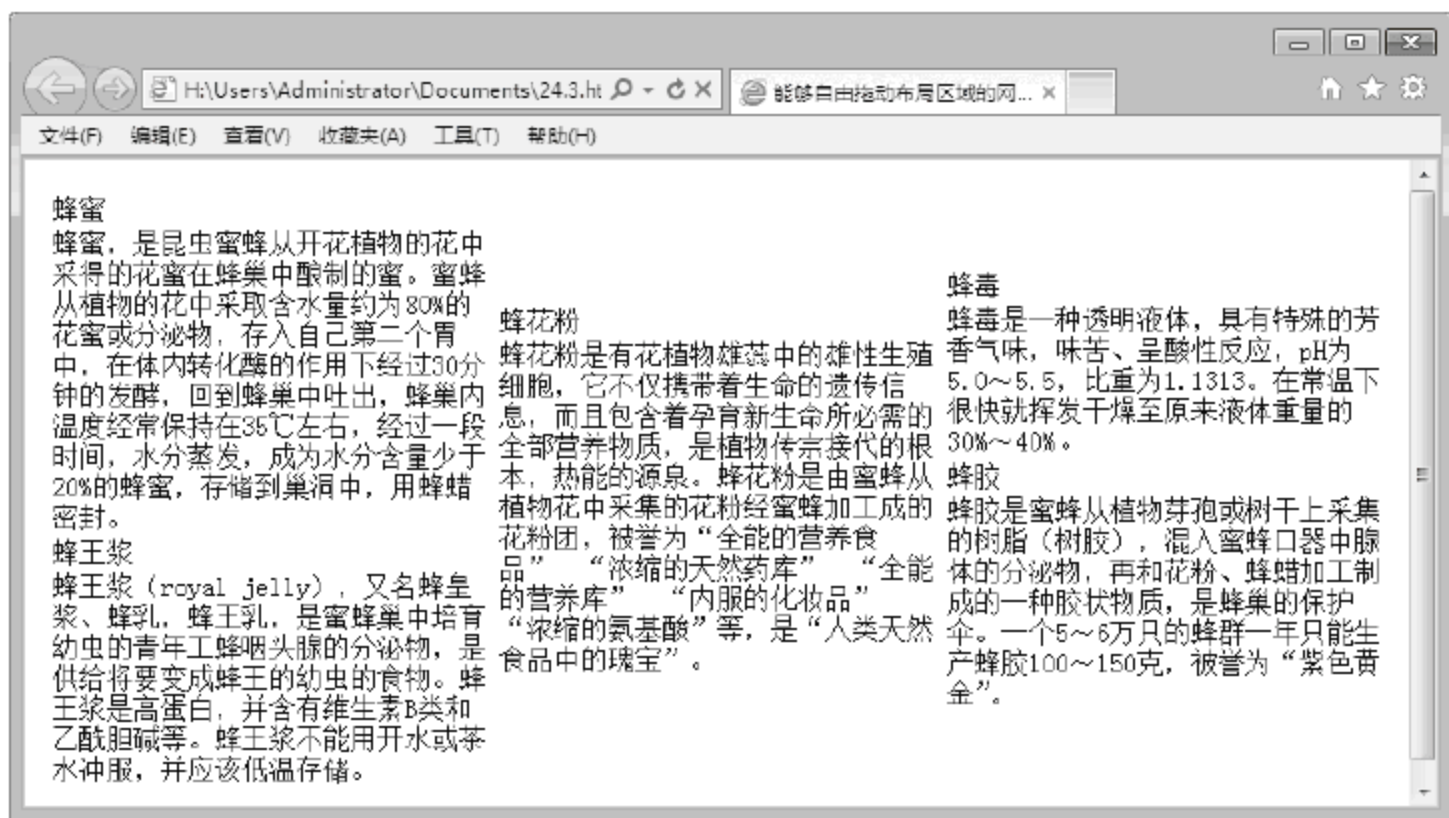 H:\Users\Administrator\Documents\24.3.ht
能够自由拖动布局区域的网...
文件(F) 编辑(E) 查看(V) 收藏夹(A) 工具(T) 帮助(H)
蜂蜜
蜂蜜，是昆虫蜜蜂从开花植物的花中
采得的花蜜在蜂巢中酿制的蜜。蜜蜂
从植物的花中采取含水量约为80%的
花蜜或分泌物，存入自己第二个胃
中，在体内转化酶的作用下经过30分
钟的发酵，回到蜂巢中吐出，蜂巢内
温度经常保持在35℃左右，经过一段
时间，水分蒸发，成为水分含量少于
20%的蜂蜜，存储到巢洞中，用蜂蜡
密封。
蜂王浆
蜂王浆（royal jelly），又名蜂皇
浆、蜂乳，蜂王乳，是蜜蜂巢中培育
幼虫的青年工蜂咽头腺的分泌物，是
供给将要变成蜂王的幼虫的食物。蜂
王浆是高蛋白，并含有维生素B类和
乙酰胆碱等。蜂王浆不能用开水或茶
水冲服，并应该低温存储。
蜂花粉
蜂花粉是有花植物雄蕊中的雄性生殖
细胞，它不仅携带着生命的遗传信
息，而且包含着孕育新生命所必需的
全部营养物质，是植物传宗接代的根
本，热能的源泉。蜂花粉是由蜜蜂从
植物花中采集的花粉经蜜蜂加工成的
花粉团，被誉为“全能的营养食
品” “浓缩的天然药库” “全能
的营养库” “内服的化妆品”
“浓缩的氨基酸”等，是“人类天然
食品中的瑰宝”。
蜂毒
蜂毒是一种透明液体，具有特殊的芳
香气味，味苦、呈酸性反应，pH为
5.0～5.5，比重为1.1313。在常温下
很快就挥发干燥至原来液体重量的
30%～40%。
蜂胶
蜂胶是蜜蜂从植物芽孢或树干上采集
的树脂（树胶），混入蜜蜂口器中腺
体的分泌物，再和花粉、蜂蜡加工制
成的一种胶状物质，是蜂巢的保护
伞。一个5～6万只的蜂群一年只能生
产蜂胶100～150克，被誉为“紫色黄
金”。